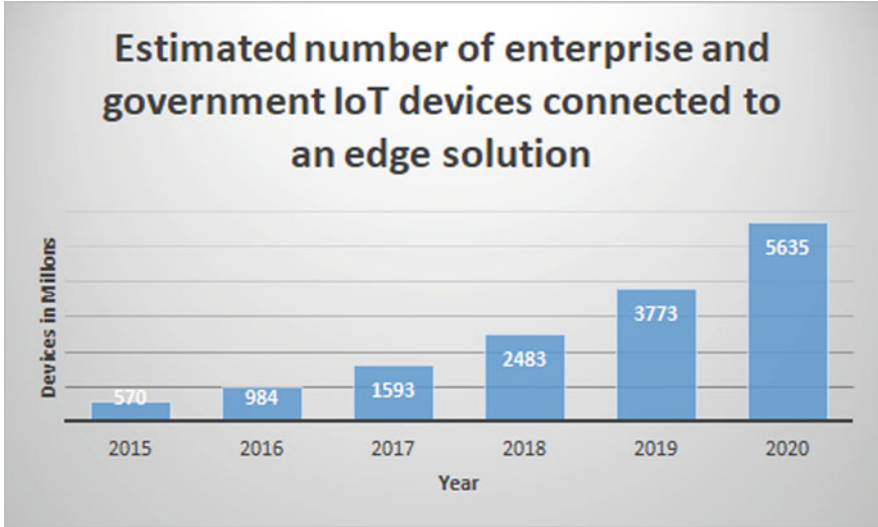 Estimated number of enterprise and
government IoT devices connected to
an edge solution
Devices in Millons
570
984
1593
2483
3773
5635
2015
2016
2017
2018
2019
2020
Year